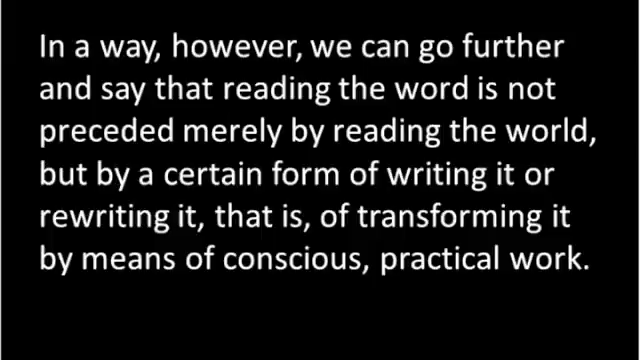 In a way, however, we can go further
and say that reading the word is not
preceded merely by reading the world,
but by a certain form of writing it or
rewriting it, that is, of transforming it
by means of conscious, practical work.